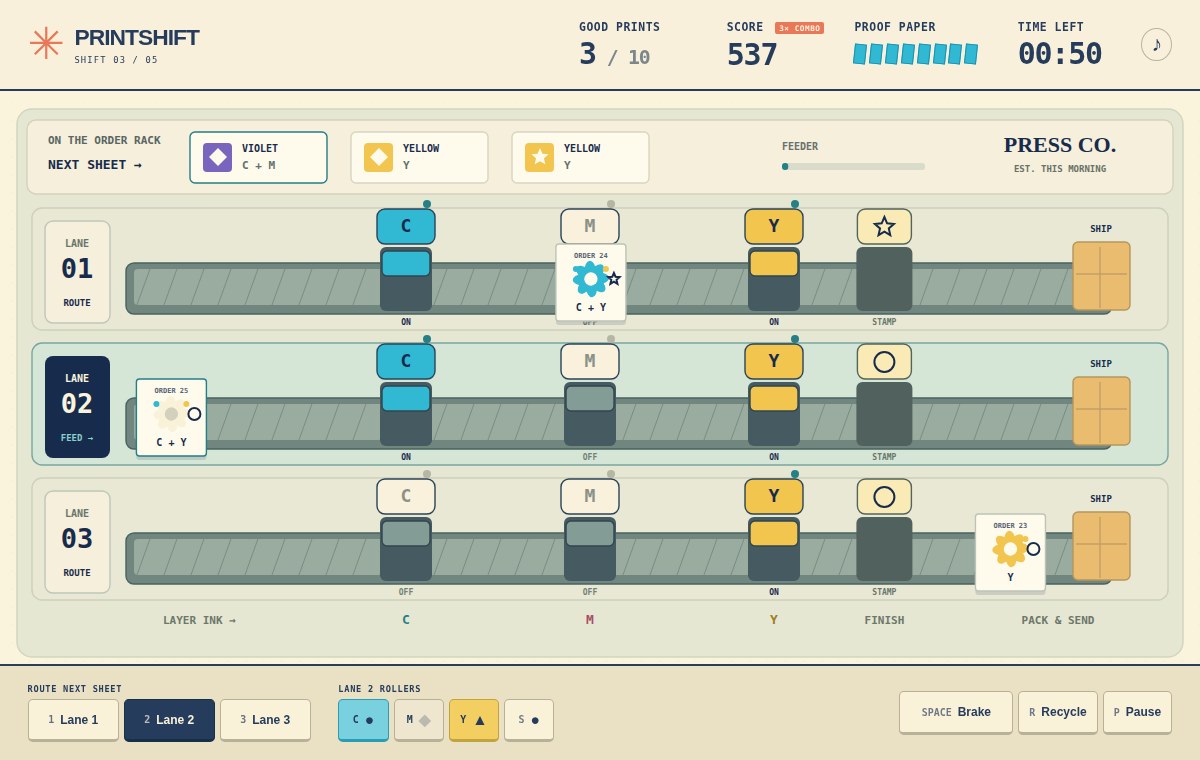 PRINTSHIFT
SHIFT 03 / 05
GOOD PRINTS
3 / 10
SCORE 3× COMBO
537
PROOF PAPER
TIME LEFT
00:50
♪
ON THE ORDER RACK
NEXT SHEET →
VIOLET
C + M
YELLOW
Y
YELLOW
Y
FEEDER
PRESS CO.
EST. THIS MORNING
LANE
01
ROUTE
C
ON
M
ORDER 24
C + Y
Y
ON
STAMP
SHIP
LANE
02
FEED →
ORDER 25
C + Y
C
ON
M
OFF
Y
ON
STAMP
SHIP
LANE
03
ROUTE
C
OFF
M
OFF
Y
ON
STAMP
ORDER 23
Y
SHIP
LAYER INK →
C
M
Y
FINISH
PACK & SEND
ROUTE NEXT SHEET
1 Lane 1
2 Lane 2
3 Lane 3
LANE 2 ROLLERS
C ●
M ◆
Y ▲
S ●
SPACE Brake
R Recycle
P Pause